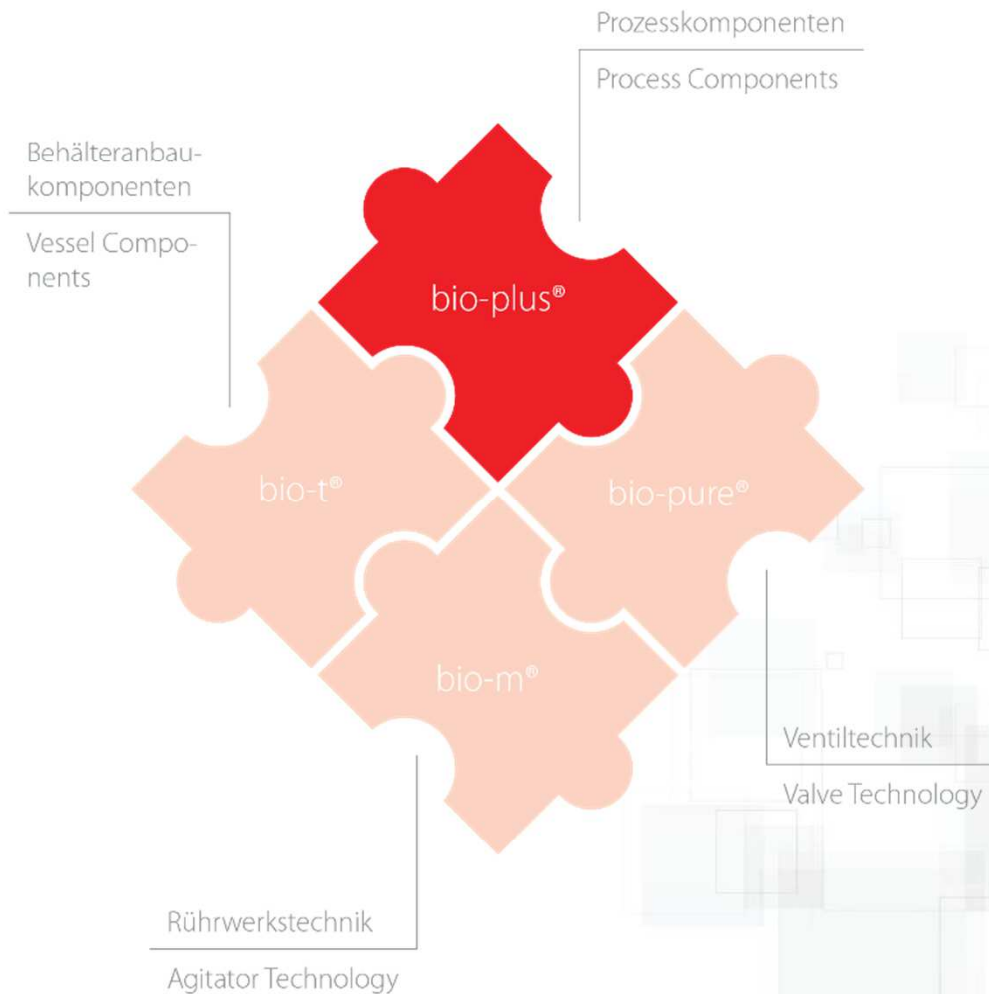 Prozesskomponenten
Process Components
Behälteranbau-
komponenten
Vessel Compo-
nents
bio-plus®
bio-t®
bio-pure®
bio-m®
Ventiltechnik
Valve Technology
Rührwerkstechnik
Agitator Technology